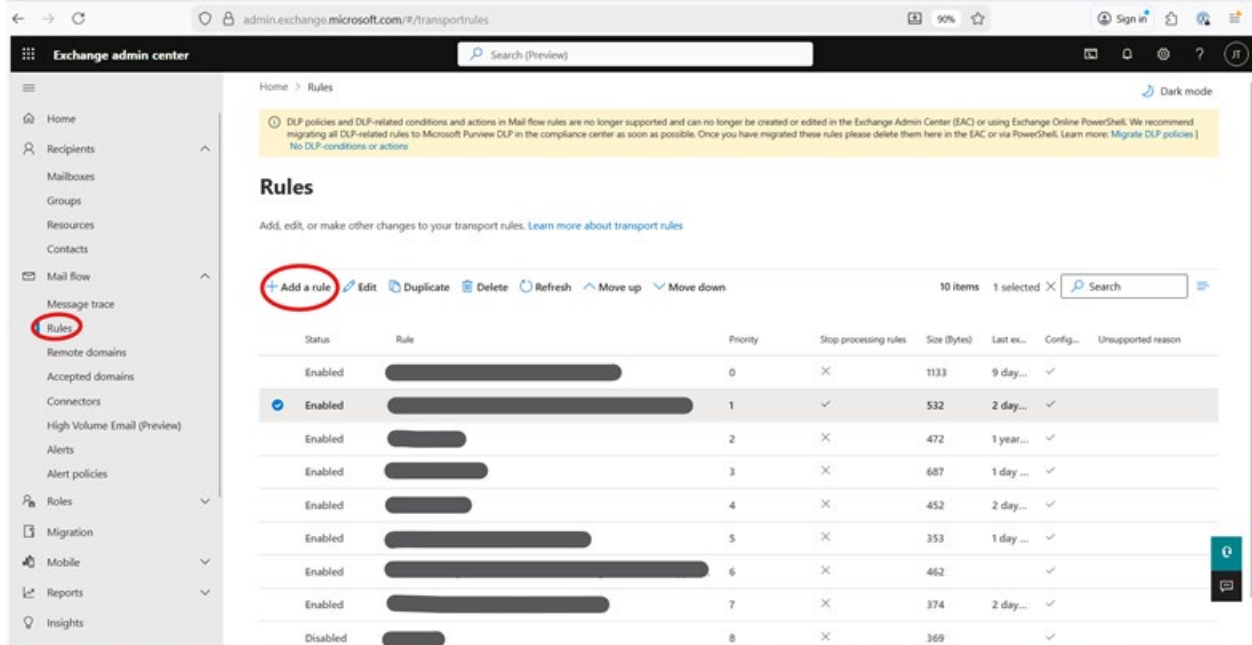 admin.exchange.microsoft.com/#/transportrules
90%
Sign in
Exchange admin center
Search (Preview)
JT
Home > Rules
Dark mode
DLP policies and DLP-related conditions and actions in Mail flow rules are no longer supported and can no longer be created or edited in the Exchange Admin Center (EAC) or using Exchange Online PowerShell. We recommend
migrating all DLP-related rules to Microsoft Purview DLP in the compliance center as soon as possible. Once you have migrated these rules please delete them here in the EAC or via PowerShell. Learn more: Migrate DLP policies |
No DLP-conditions or actions
Home
Recipients
Mailboxes
Groups
Resources
Contacts
Mail flow
Message trace
Rules
Remote domains
Accepted domains
Connectors
High Volume Email (Preview)
Alerts
Alert policies
Roles
Migration
Mobile
Reports
Insights
Rules
Add, edit, or make other changes to your transport rules. Learn more about transport rules
Add a rule Edit Duplicate Delete Refresh Move up Move down 10 items 1 selected Search
Status Rule Priority Stop processing rules Size (Bytes) Last ex... Config... Unsupported reason
Enabled 0 1133 9 day...
Enabled 1 532 2 day...
Enabled 2 472 1 year...
Enabled 3 687 1 day ...
Enabled 4 452 2 day...
Enabled 5 353 1 day ...
Enabled 6 462
Enabled 7 374 2 day...
Disabled 8 369